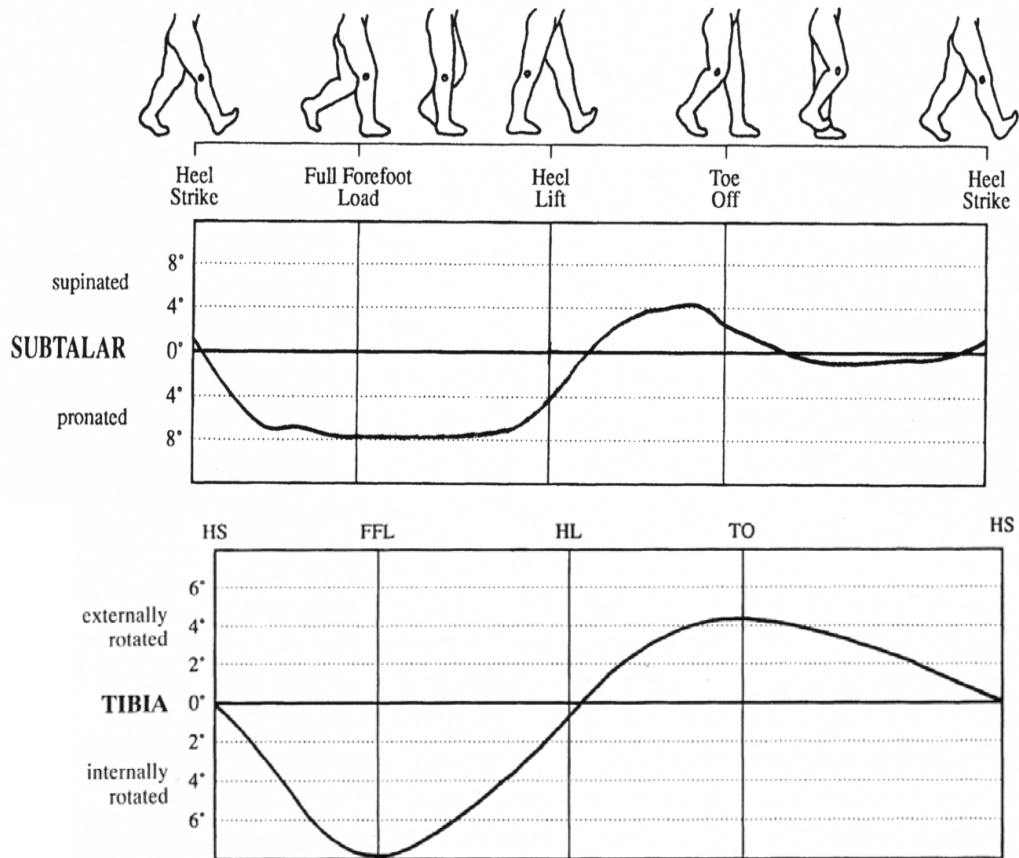 Heel Strike
Full Forefoot Load
Heel Lift
Toe Off
Heel Strike
supinated
SUBTALAR
pronated
8°
4°
0°
4°
8°
HS
FFL
HL
TO
HS
externally rotated
TIBIA
internally rotated
6°
4°
2°
0°
2°
4°
6°